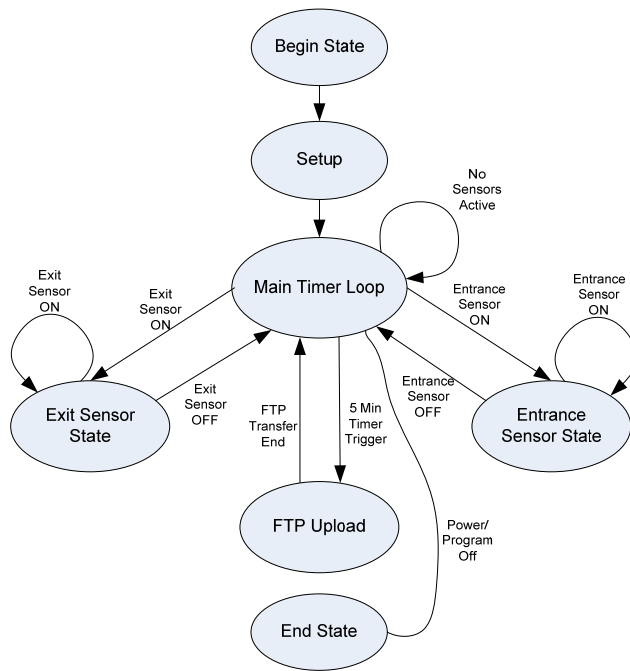 Begin State
Setup
No
Sensors
Active
Main Timer Loop
Exit
Sensor
ON
Exit
Sensor
ON
Entrance
Sensor
ON
Entrance
Sensor
ON
Exit Sensor
State
Exit
Sensor
OFF
FTP
Transfer
End
5 Min
Timer
Trigger
Entrance
Sensor
OFF
Entrance
Sensor State
FTP Upload
Power/
Program
Off
End State